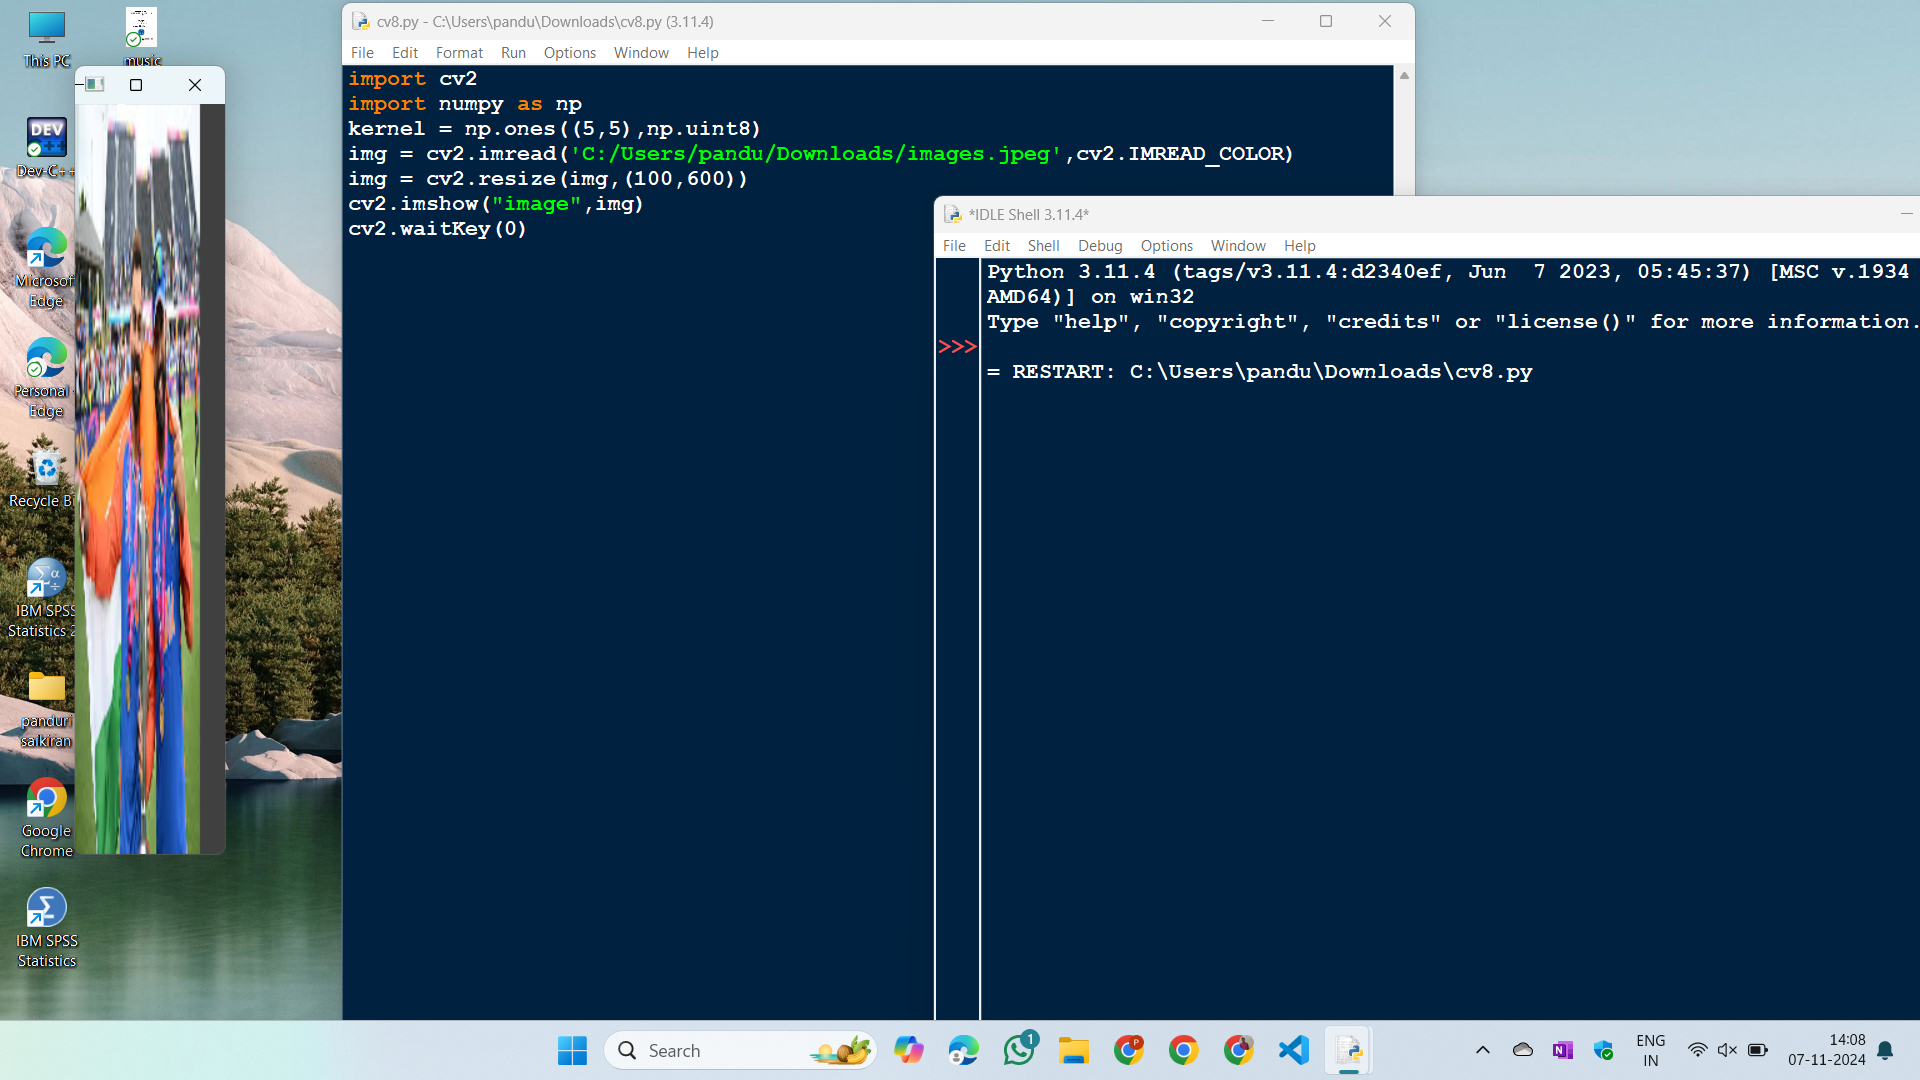 This PC
music
Dev-C++
Microsof
Edge
Personal -
Edge
Recycle Bi
IBM SPSS
Statistics 2
panduri
saikiran
Google
Chrome
IBM SPSS
Statistics
DEV
++
cv8.py - C:\Users\pandu\Downloads\cv8.py (3.11.4)
File Edit Format Run Options Window Help
import cv2
import numpy as np
kernel = np.ones((5,5),np.uint8)
img = cv2.imread('C:/Users/pandu/Downloads/images.jpeg',cv2.IMREAD_COLOR)
img = cv2.resize(img,(100,600))
cv2.imshow("image",img)
cv2.waitKey(0)
*IDLE Shell 3.11.4*
File Edit Shell Debug Options Window Help
Python 3.11.4 (tags/v3.11.4:d2340ef, Jun  7 2023, 05:45:37) [MSC v.1934
AMD64)] on win32
Type "help", "copyright", "credits" or "license()" for more information.
>>>
= RESTART: C:\Users\pandu\Downloads\cv8.py
Search
1
P
N
ENG
IN
14:08
07-11-2024